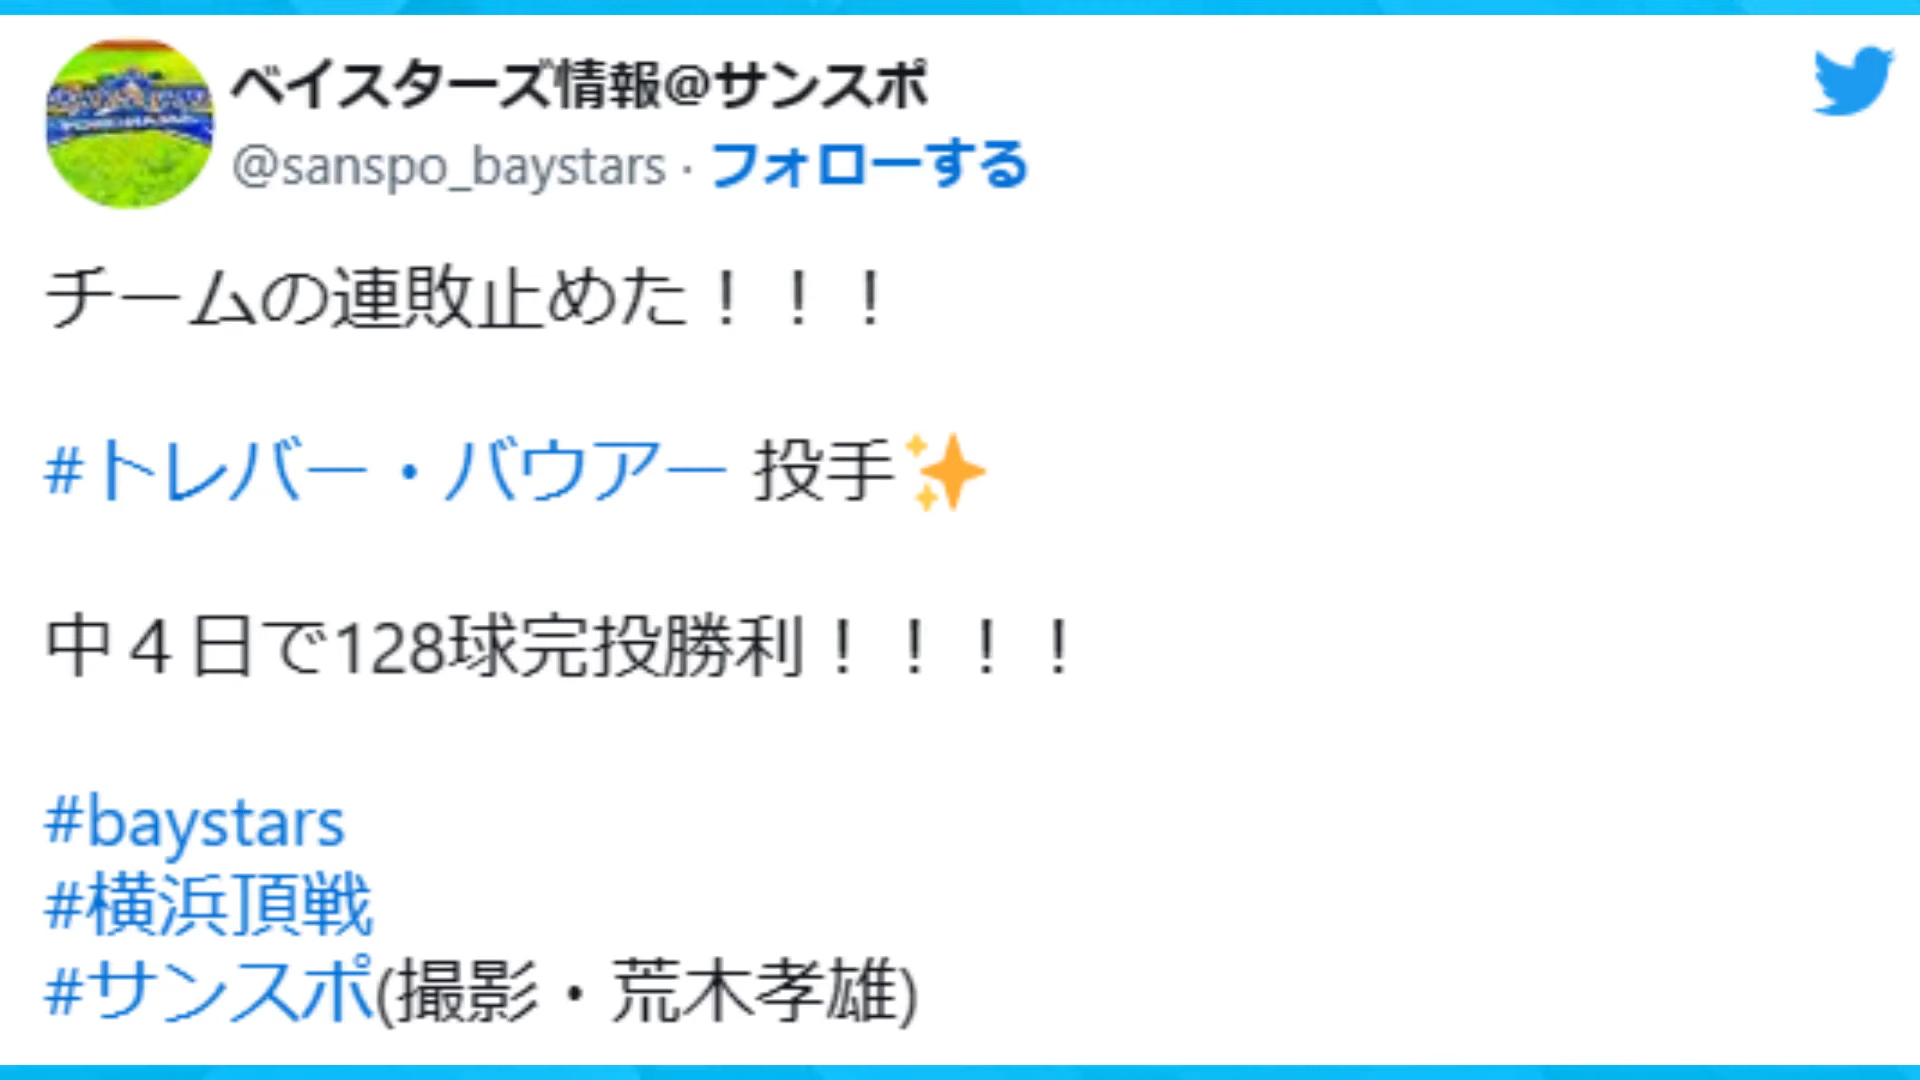 ベイスターズ情報@サンスポ
@sanspo_baystars · フォローする
チームの連敗止めた！！！
#トレバー・バウアー 投手✨
中４日で128球完投勝利！！！！
#baystars
#横浜頂戦
#サンスポ(撮影・荒木孝雄)